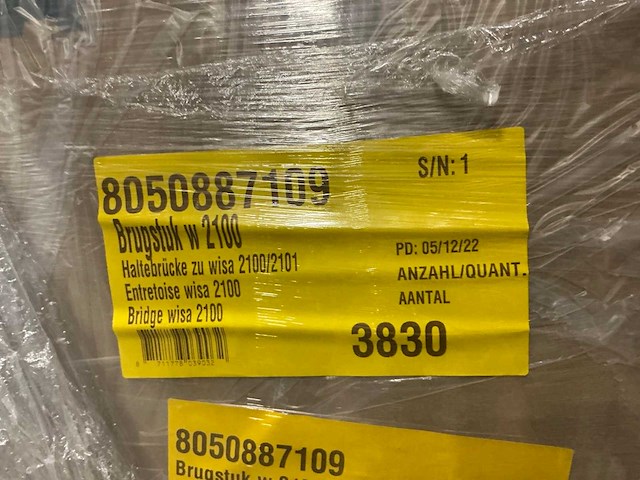 8050887109
S/N: 1
Brugstuk w 2100
Haltebrücke zu wisa 2100/2101
Entretoise wisa 2100
Bridge wisa 2100
PD: 05/12/22
ANZAHL/QUANT.
AANTAL
3830
8050887109
Brugstuk w